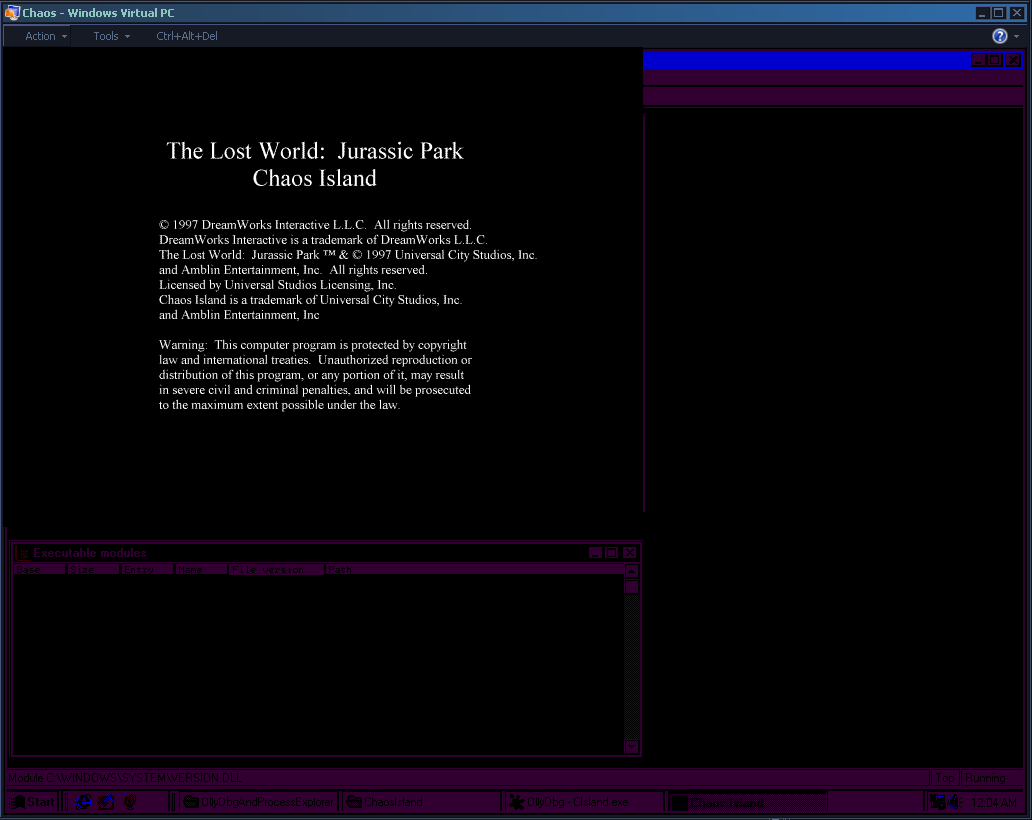 Chaos - Windows Virtual PC
Action Tools Ctrl+Alt+Del
The Lost World: Jurassic Park
Chaos Island
© 1997 DreamWorks Interactive L.L.C. All rights reserved.
DreamWorks Interactive is a trademark of DreamWorks L.L.C.
The Lost World: Jurassic Park ™ & © 1997 Universal City Studios, Inc.
and Amblin Entertainment, Inc. All rights reserved.
Licensed by Universal Studios Licensing, Inc.
Chaos Island is a trademark of Universal City Studios, Inc.
and Amblin Entertainment, Inc
Warning: This computer program is protected by copyright
law and international treaties. Unauthorized reproduction or
distribution of this program, or any portion of it, may result
in severe civil and criminal penalties, and will be prosecuted
to the maximum extent possible under the law.
Executable modules
Base Size Entry Name File version Path
Module C:\WINDOWS\SYSTEM\VERSION.DLL Top Running
Start OllyDbgAndProcessExplorer ChaosIsland OllyDbg - CIsland.exe Chaos Island 12:04 AM